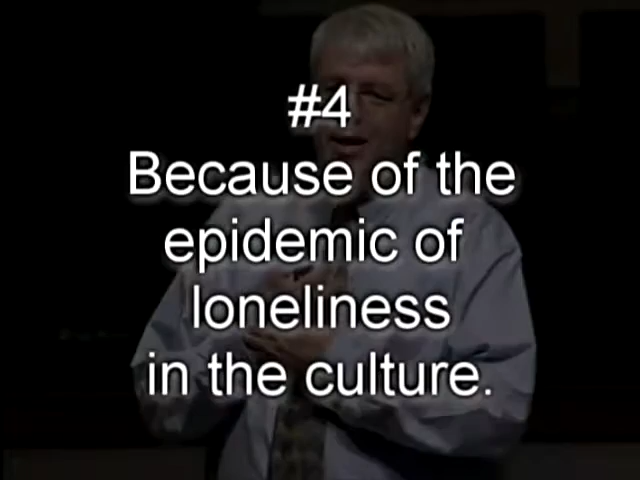 #4
Because of the
epidemic of
loneliness
in the culture.